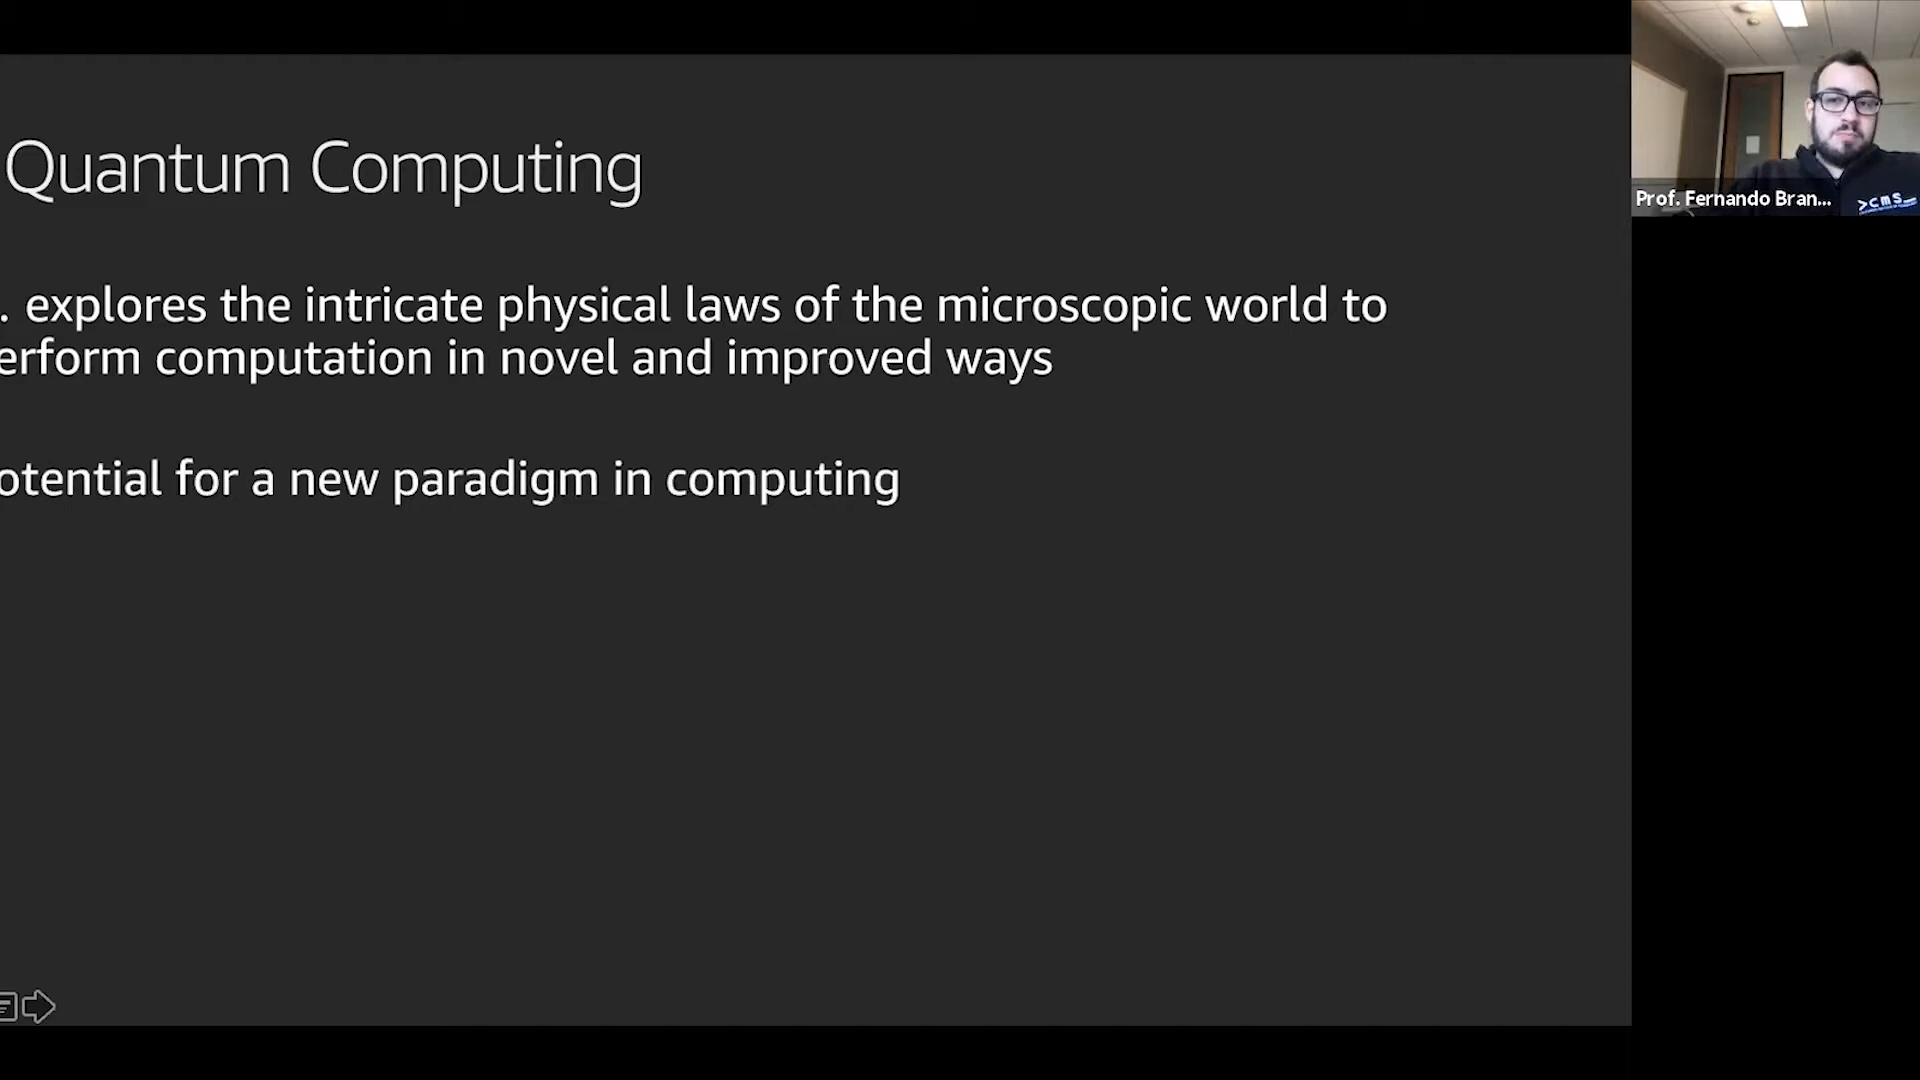 Quantum Computing
. explores the intricate physical laws of the microscopic world to
erform computation in novel and improved ways
otential for a new paradigm in computing
Prof. Fernando Bran...
>cms_